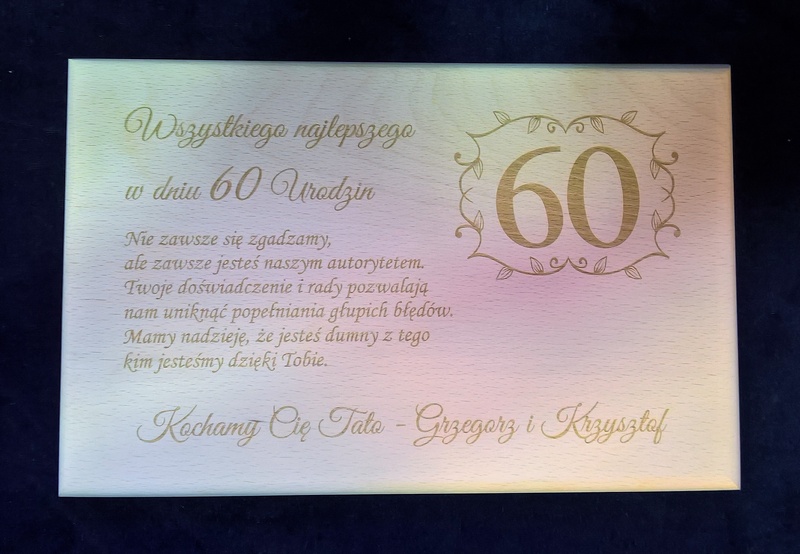 Wszystkiego najlepszego
w dniu 60 Urodzin
60
Nie zawsze się zgadzamy,
ale zawsze jesteś naszym autorytetem.
Twoje doświadczenie i rady pozwalają
nam uniknąć popełniania głupich błędów.
Mamy nadzieję, że jesteś dumny z tego
kim jesteśmy dzięki Tobie.
Kochamy Cię Tato - Grzegorz i Krzysztof